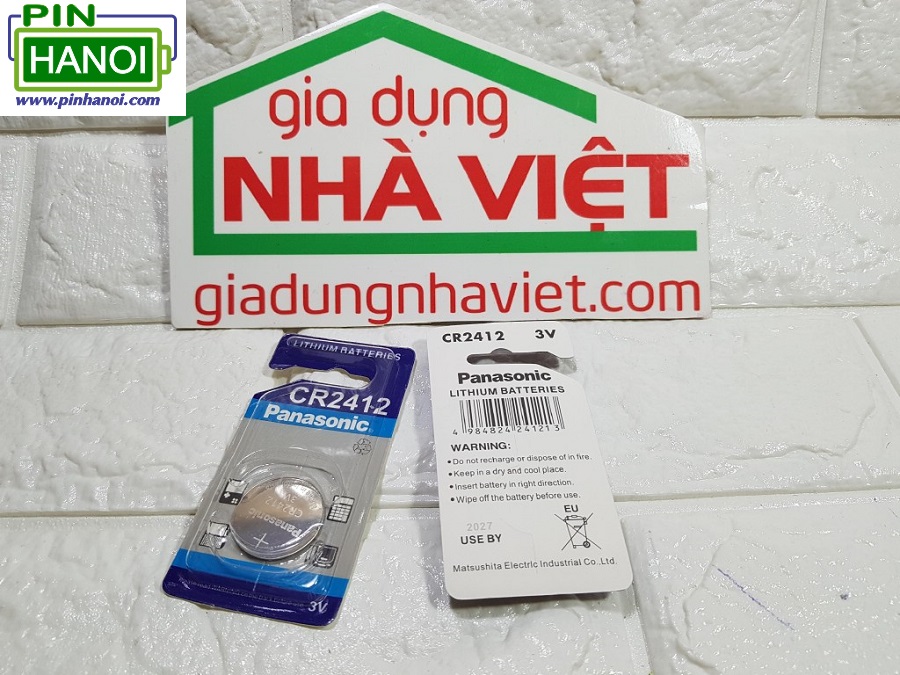 PIN
HANOI
www.pinhanoi.com
gia dụng
NHÀ VIỆT
giadungnhaviet.com
LITHIUM BATTERIES
CR2412
Panasonic
Panasonic
3V
CR2412 3V
Panasonic
LITHIUM BATTERIES
4 984824 241213
WARNING:
• Do not recharge or dispose of in fire.
• Keep in a dry and cool place.
• Insert battery in right direction.
• Wipe off the battery before use.
2027
USE BY
EU
Matsushita Electric Industrial Co.,Ltd.